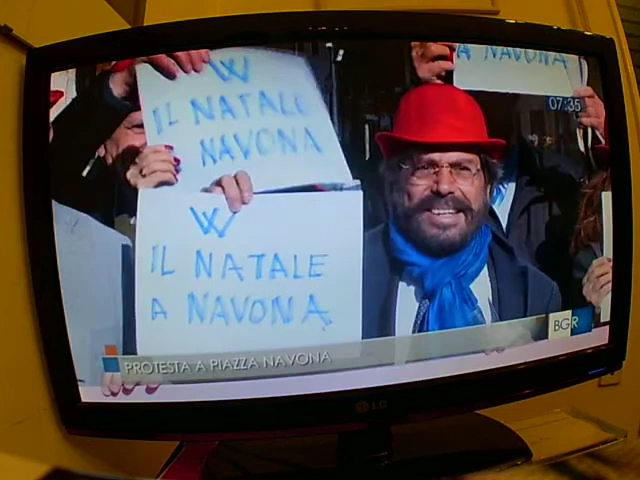 W
IL NATALE
NAVONA
A NAVONA
07:35
W
IL NATALE
A NAVONA
BGR
PROTESTA A PIAZZA NAVONA
LG